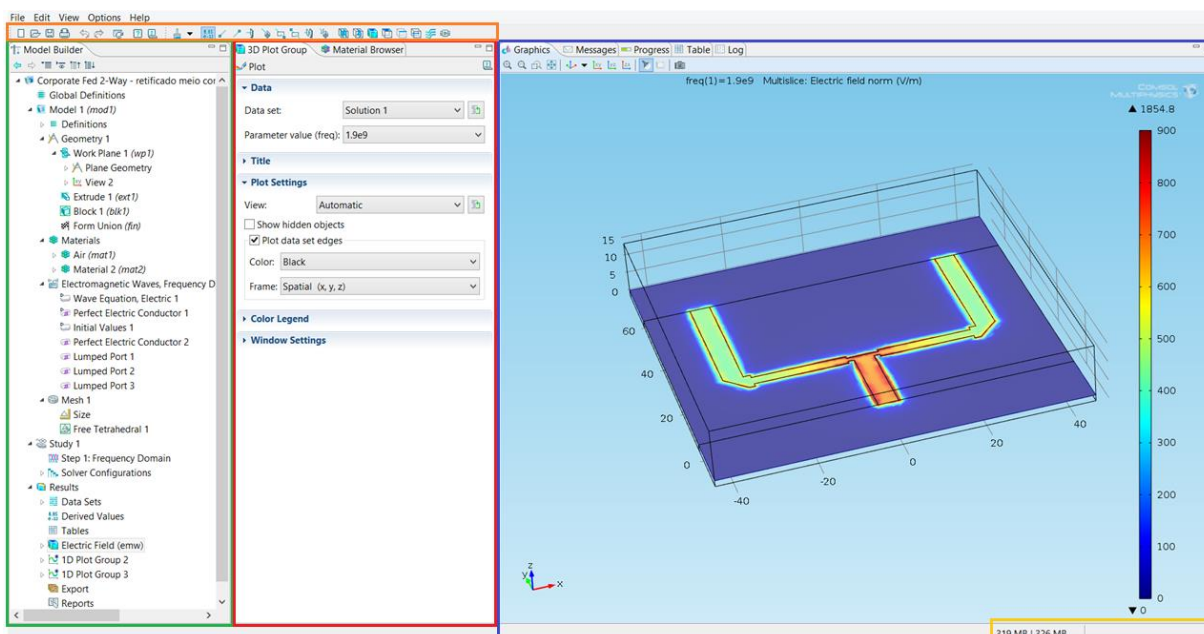 File Edit View Options Help
Model Builder
Corporate Fed 2-Way - retificado meio cor
Global Definitions
Model 1 (mod1)
Definitions
Geometry 1
Work Plane 1 (wp1)
Plane Geometry
View 2
Extrude 1 (ext1)
Block 1 (blk1)
Form Union (fin)
Materials
Air (mat1)
Material 2 (mat2)
Electromagnetic Waves, Frequency D
Wave Equation, Electric 1
Perfect Electric Conductor 1
Initial Values 1
Perfect Electric Conductor 2
Lumped Port 1
Lumped Port 2
Lumped Port 3
Mesh 1
Size
Free Tetrahedral 1
Study 1
Step 1: Frequency Domain
Solver Configurations
Results
Data Sets
Derived Values
Tables
Electric Field (emw)
1D Plot Group 2
1D Plot Group 3
Export
Reports
3D Plot Group Material Browser
Plot
Data
Data set: Solution 1
Parameter value (freq): 1.9e9
Title
Plot Settings
View: Automatic
Show hidden objects
Plot data set edges
Color: Black
Frame: Spatial (x, y, z)
Color Legend
Window Settings
Graphics Messages Progress Table Log
freq(1)=1.9e9 Multislice: Electric field norm (V/m)
COMSOL
MULTIPHYSICS
▲ 1854.8
900
800
700
600
500
400
300
200
100
0
▼ 0
15
10
5
0
60
40
20
0
-40
-20
0
20
40
z
y
x
319 MB | 326 MB